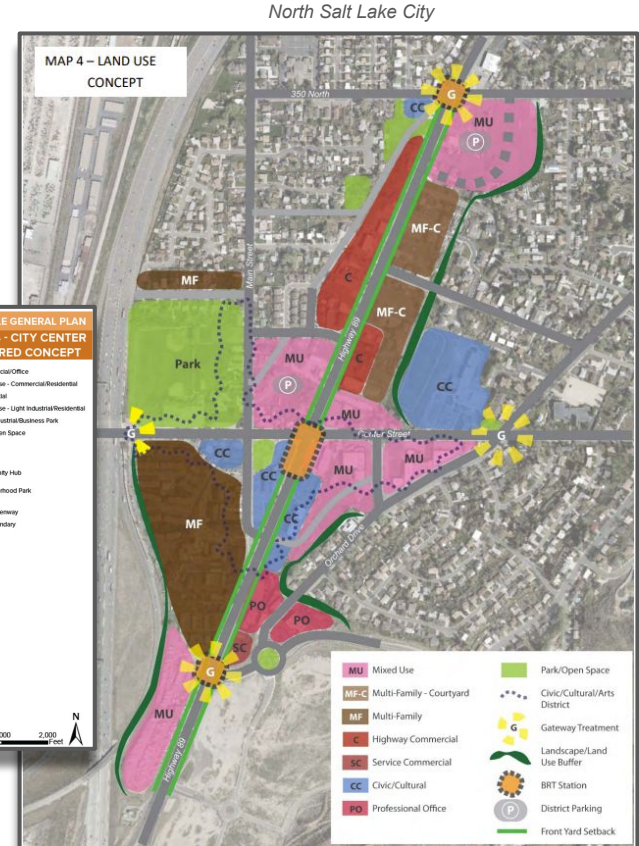 North Salt Lake City
MAP 4 – LAND USE
CONCEPT
350 North
G
CC
MU
P
MF-C
C
Main Street
Highway 89
MF
MF-C
Park
MU
P
C
CC
MU
G
Street
G
CC
MU
MU
MF
CC
CC
Orchard Drive
PO
PO
SC
G
MU
Highway 89
E GENERAL PLAN
- CITY CENTER
RED CONCEPT
cial/Office
se - Commercial/Residential
ial
se - Light Industrial/Residential
ustrial/Business Park
en Space
ity Hub
rhood Park
enway
ndary
000 2,000
Feet
N
MU Mixed Use
MF-C Multi-Family - Courtyard
MF Multi-Family
C Highway Commercial
SC Service Commercial
CC Civic/Cultural
PO Professional Office
Park/Open Space
Civic/Cultural/Arts
District
G Gateway Treatment
Landscape/Land
Use Buffer
BRT Station
P District Parking
Front Yard Setback